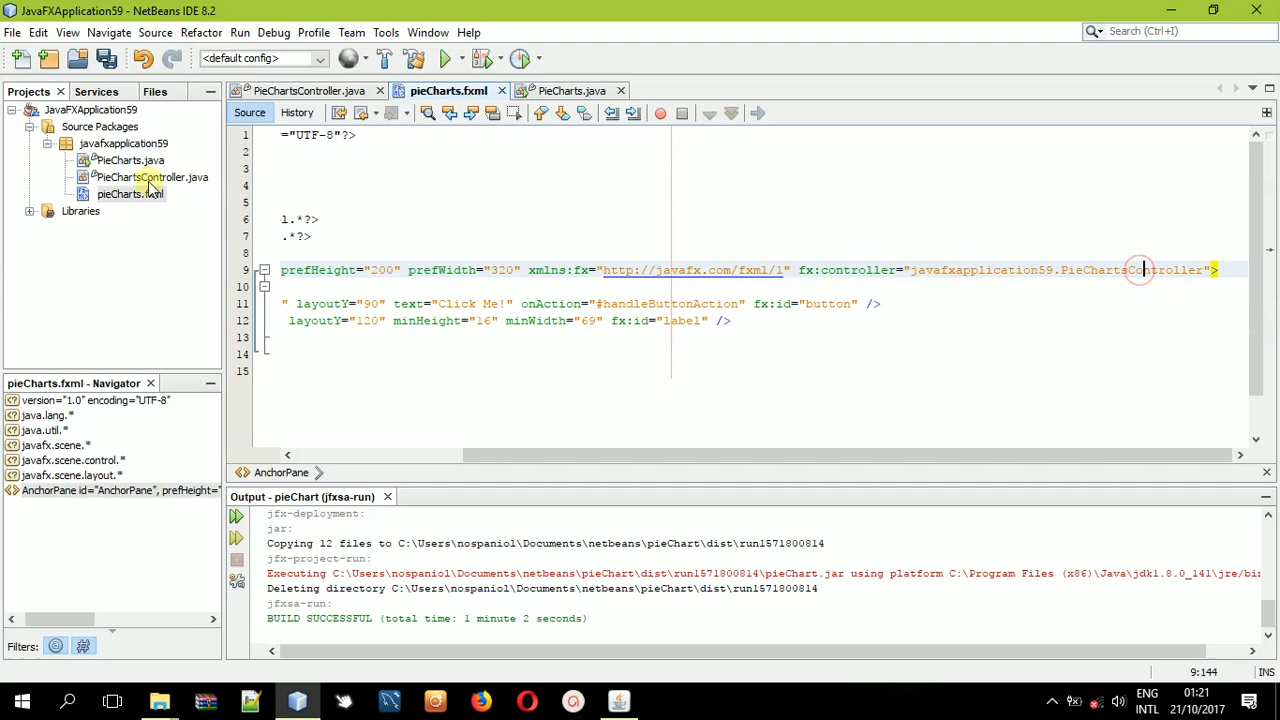 JavaFXApplication59 - NetBeans IDE 8.2
File Edit View Navigate Source Refactor Run Debug Profile Team Tools Window Help
Search (Ctrl+I)
<default config>
Projects Services Files
PieChartsController.java pieCharts.fxml PieCharts.java
JavaFXApplication59
Source Packages
javafxapplication59
PieCharts.java
PieChartsController.java
pieCharts.fxml
Libraries
Source History
1 ="UTF-8"?>
2
3
4
5
6 l.*?>
7 .*?>
8
9 prefHeight="200" prefWidth="320" xmlns:fx="http://javafx.com/fxml/1" fx:controller="javafxapplication59.PieChartsController">
10
11 " layoutY="90" text="Click Me!" onAction="#handleButtonAction" fx:id="button" />
12 layoutY="120" minHeight="16" minWidth="69" fx:id="label" />
13
14
15
AnchorPane
pieCharts.fxml - Navigator
version="1.0" encoding="UTF-8"
java.lang.*
java.util.*
javafx.scene.*
javafx.scene.control.*
javafx.scene.layout.*
AnchorPane id="AnchorPane", prefHeight="
Filters:
Output - pieChart (jfxsa-run)
jfx-deployment:
jar:
Copying 12 files to C:\Users\nospaniol\Documents\netbeans\pieChart\dist\run1571800814
jfx-project-run:
Executing C:\Users\nospaniol\Documents\netbeans\pieChart\dist\run1571800814\pieChart.jar using platform C:\Program Files (x86)\Java\jdk1.8.0_141\jre/bin
Deleting directory C:\Users\nospaniol\Documents\netbeans\pieChart\dist\run1571800814
jfxsa-run:
BUILD SUCCESSFUL (total time: 1 minute 2 seconds)
9:144 INS
ENG
INTL
01:21
21/10/2017